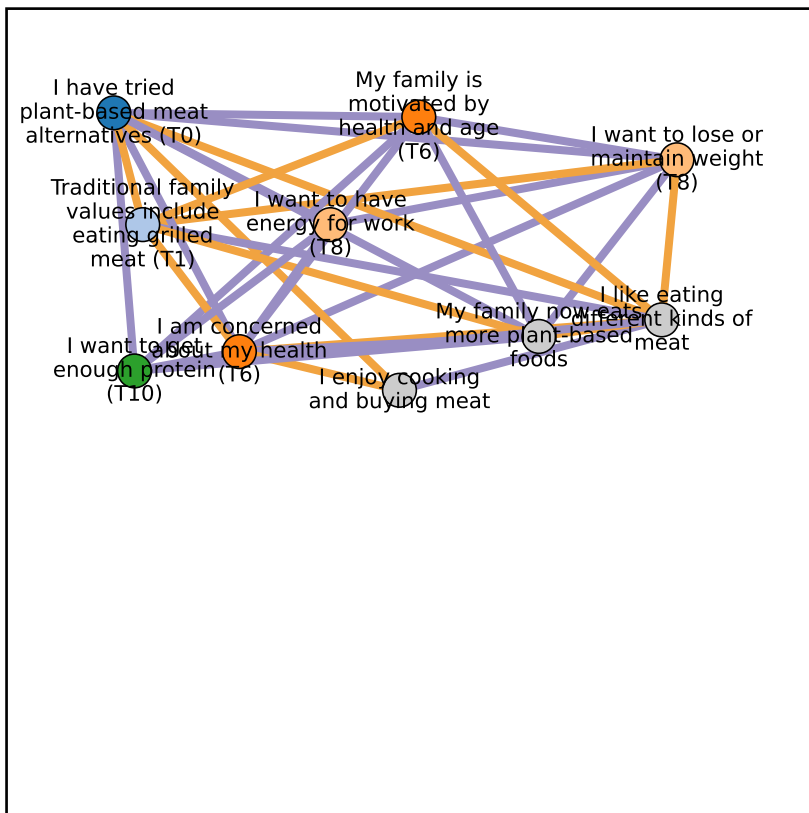 I have tried
plant-based meat
alternatives (T0)
My family is
motivated by
health and age
(T6)
I want to lose or
maintain weight
(T8)
Traditional family
values include
eating grilled
meat (T1)
I want to have
energy for work
(T8)
My family now eats
more plant-based
foods
I like eating
different kinds of
meat
I am concerned
about my health
(T6)
I want to get
enough protein
(T10)
I enjoy cooking
and buying meat